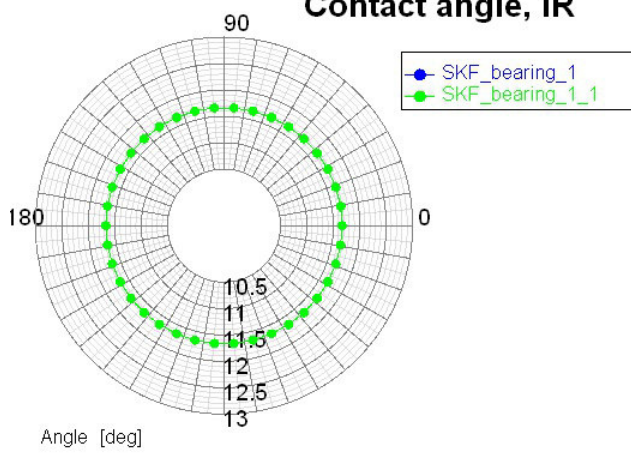 Contact angle, IR
90
SKF_bearing_1
SKF_bearing_1_1
180
0
10.5
11
11.5
12
12.5
13
Angle [deg]